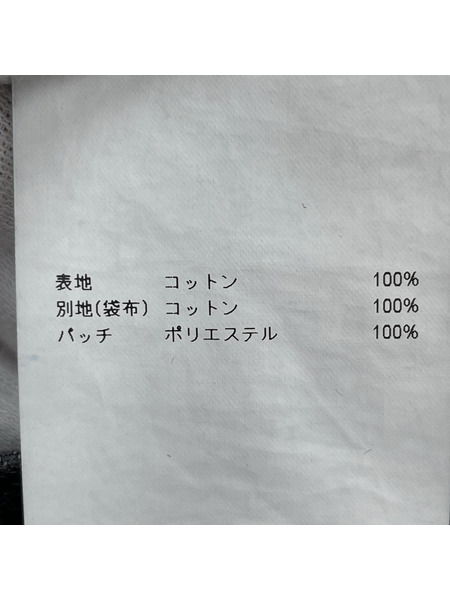 表地 コットン 100%
別地(袋布) コットン 100%
パッチ ポリエステル 100%